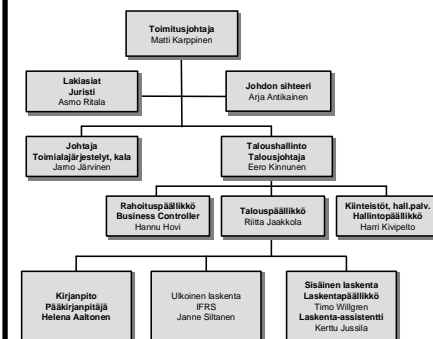 Toimitusjohtaja
Matti Karppinen
Lakiasiat
Juristi
Asmo Ritala
Johdon sihteeri
Arja Antikainen
Johtaja
Toimialajärjestelyt, kala
Jarno Järvinen
Taloushallinto
Talousjohtaja
Eero Kinnunen
Rahoituspäällikkö
Business Controller
Hannu Hovi
Talouspäällikkö
Riitta Jaakkola
Kiinteistöt, hall.palv.
Hallintopäällikkö
Harri Kivipelto
Kirjanpito
Pääkirjanpitäjä
Helena Aaltonen
Ulkoinen laskenta
IFRS
Janne Siltanen
Sisäinen laskenta
Laskentapäällikkö
Timo Willgren
Laskenta-assistentti
Kerttu Jussila